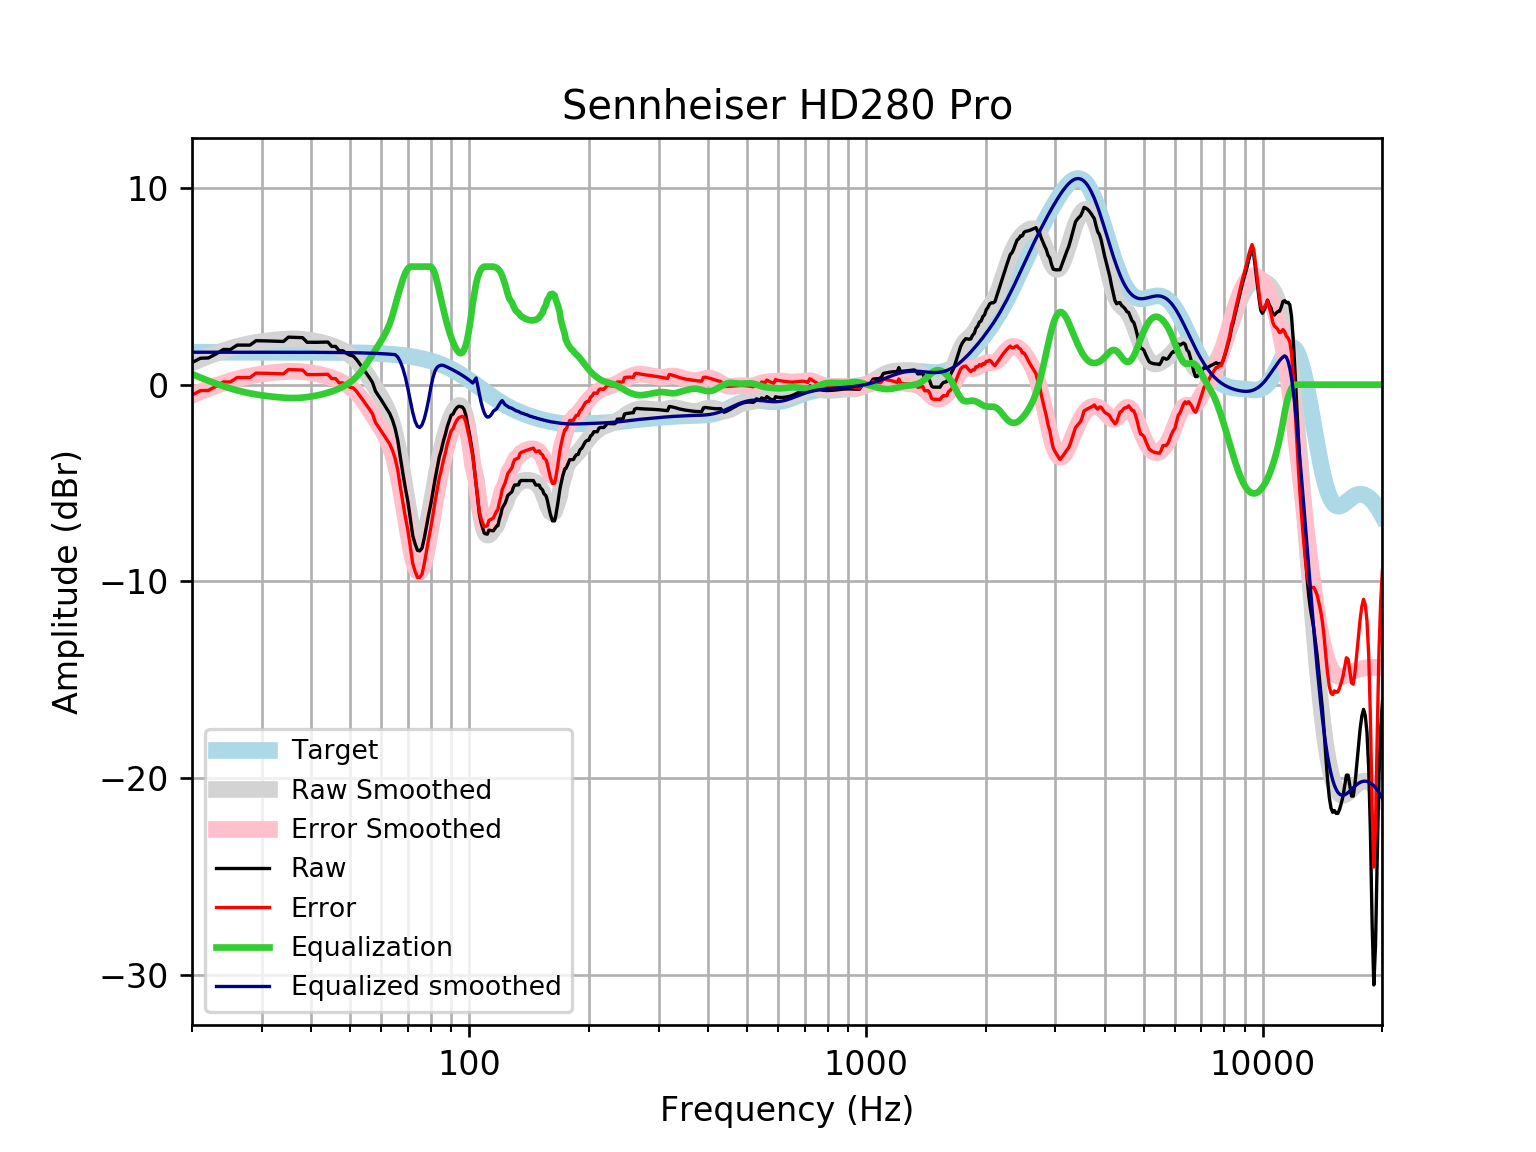 Sennheiser HD280 Pro
Amplitude (dBr)
10
0
−10
−20
−30
Target
Raw Smoothed
Error Smoothed
Raw
Error
Equalization
Equalized smoothed
100 1000 10000
Frequency (Hz)